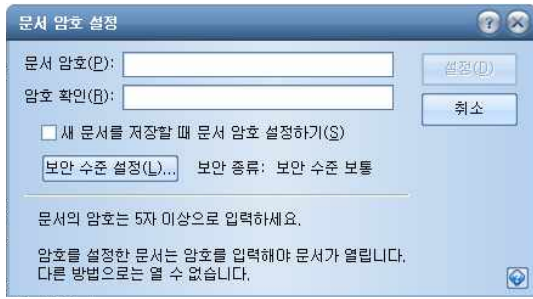 문서 암호 설정
문서 암호(P):
설정(D)
암호 확인(R):
취소
새 문서를 저장할 때 문서 암호 설정하기(S)
보안 수준 설정(L)... 보안 종류: 보안 수준 보통
문서의 암호는 5자 이상으로 입력하세요.
암호를 설정한 문서는 암호를 입력해야 문서가 열립니다.
다른 방법으로는 열 수 없습니다.